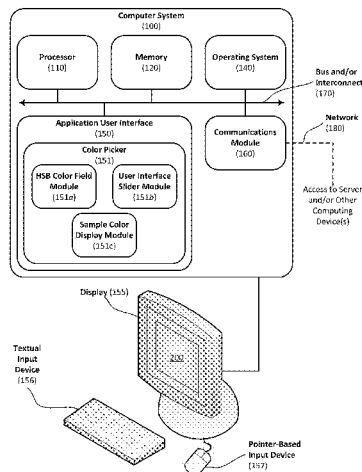 Computer System
(100)
Processor
(110)
Memory
(120)
Operating System
(140)
Bus and/or
Interconnect
(170)
Application User Interface
(150)
Color Picker
(151)
HSB Color Field
Module
(151a)
User Interface
Slider Module
(151b)
Sample Color
Display Module
(151c)
Communications
Module
(160)
Network
(180)
Access to Server
and/or Other
Computing
Device(s)
Display (155)
200
Textual
Input
Device
(156)
Pointer-Based
Input Device
(157)